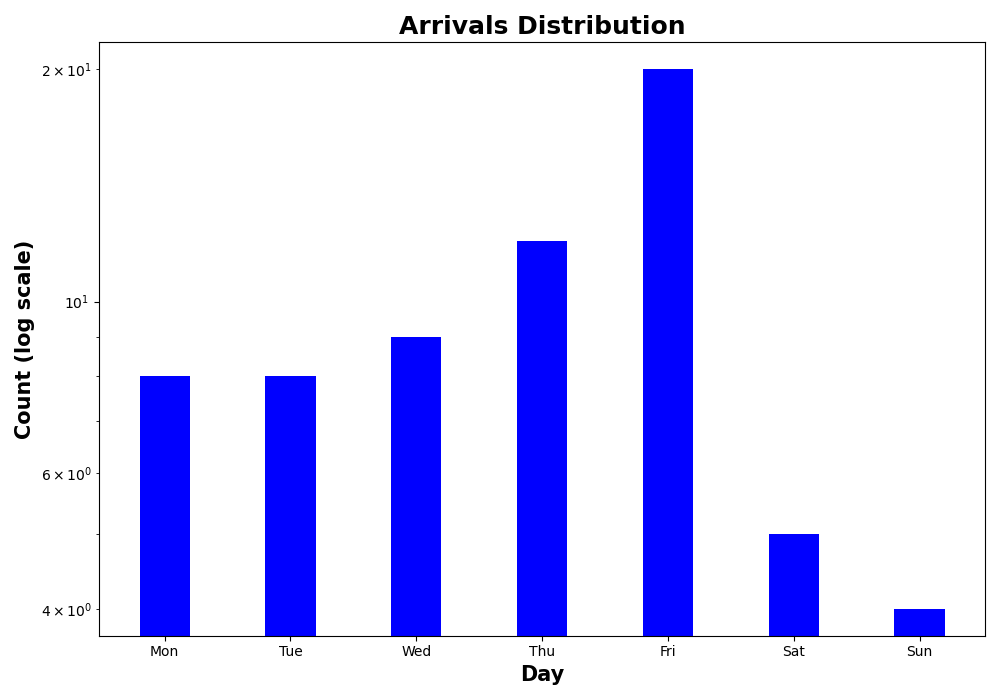 Arrivals Distribution
Count (log scale)
2 × 10¹
10¹
6 × 10⁰
4 × 10⁰
Mon Tue Wed Thu Fri Sat Sun
Day